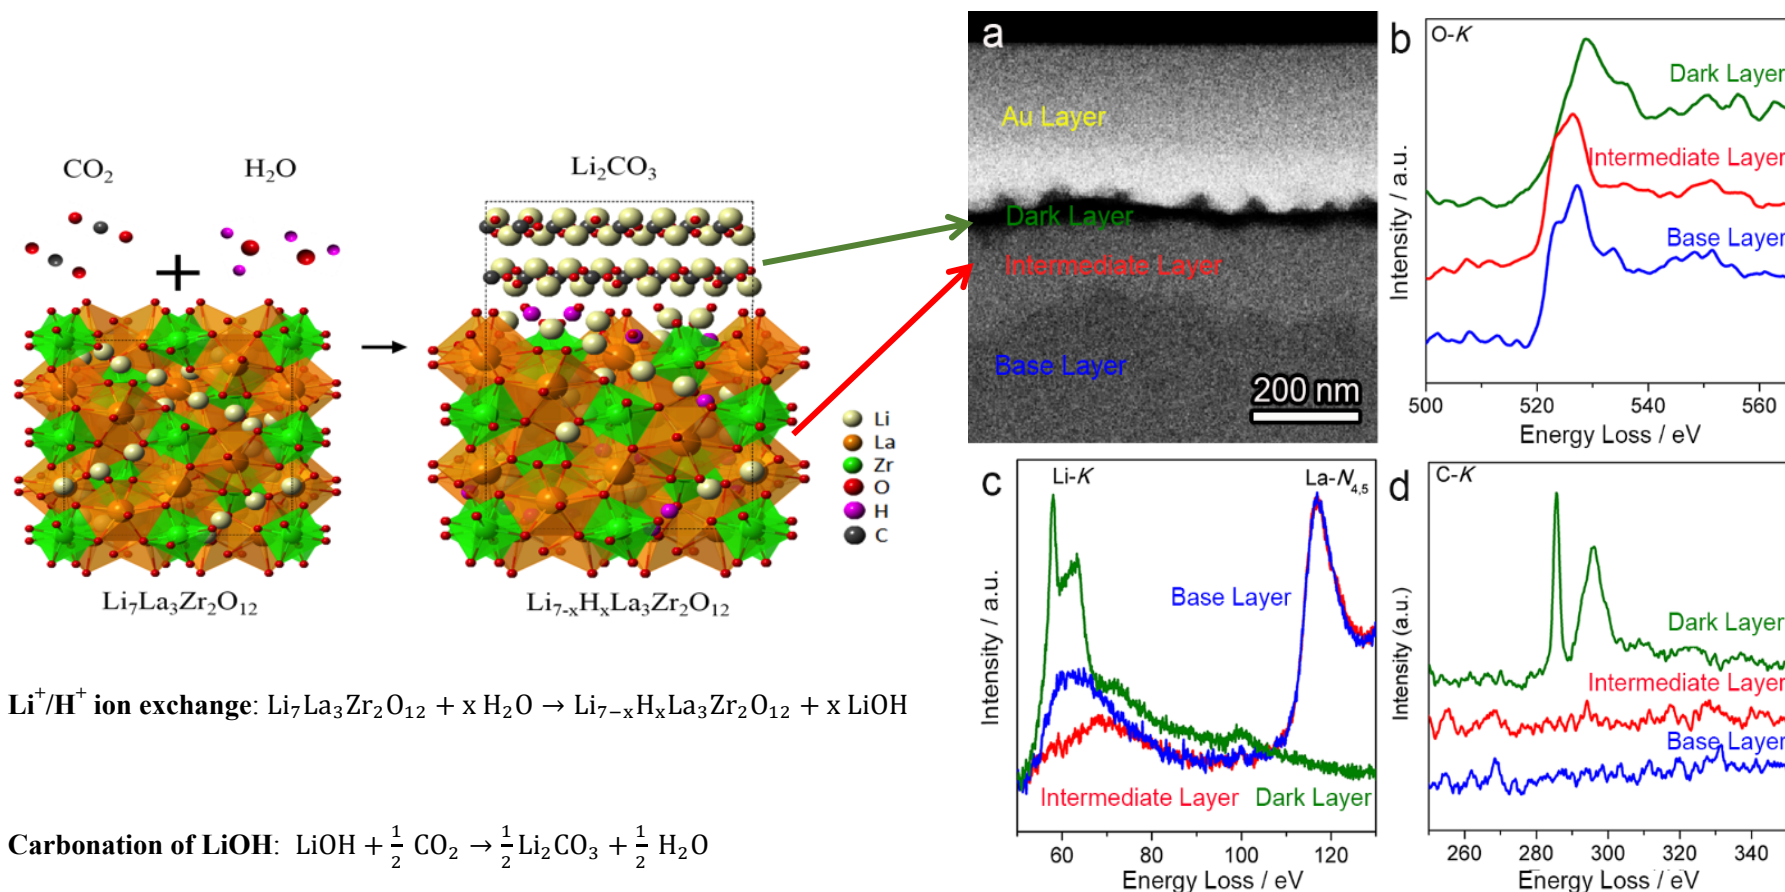 CO₂
H₂O
Li₂CO₃
Li
La
Zr
O
H
C
Li₇La₃Zr₂O₁₂
Li₇₋ₓHₓLa₃Zr₂O₁₂
Li⁺/H⁺ ion exchange: Li₇La₃Zr₂O₁₂ + x H₂O → Li₇₋ₓHₓLa₃Zr₂O₁₂ + x LiOH
Carbonation of LiOH: LiOH + ½ CO₂ → ½ Li₂CO₃ + ½ H₂O
a
Au Layer
Dark Layer
Intermediate Layer
Base Layer
200 nm
b
O-K
Dark Layer
Intermediate Layer
Base Layer
Intensity / a.u.
500 520 540 560
Energy Loss / eV
c
Li-K
La-N₄,₅
Base Layer
Intermediate Layer
Dark Layer
Intensity / a.u.
60 80 100 120
Energy Loss / eV
d
C-K
Dark Layer
Intermediate Layer
Base Layer
Intensity (a.u.)
260 280 300 320 340
Energy Loss / eV